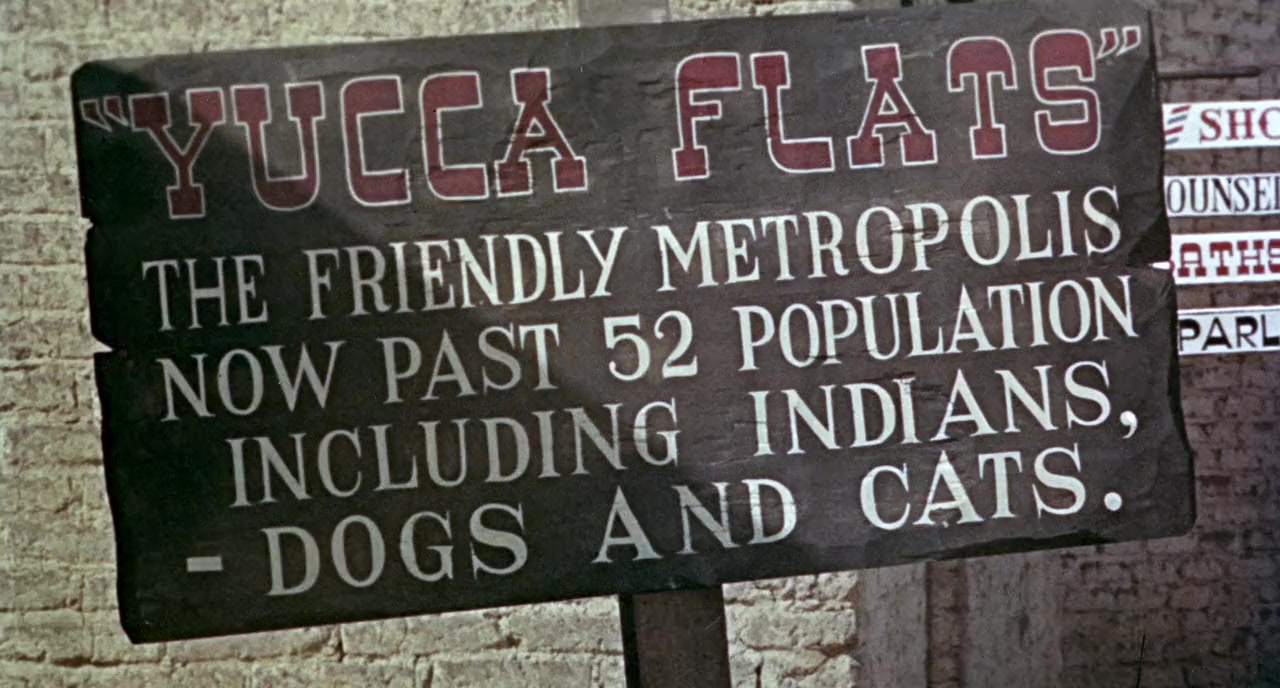 "YUCCA FLATS"
THE FRIENDLY METROPOLIS
NOW PAST 52 POPULATION
INCLUDING INDIANS,
- DOGS AND CATS.